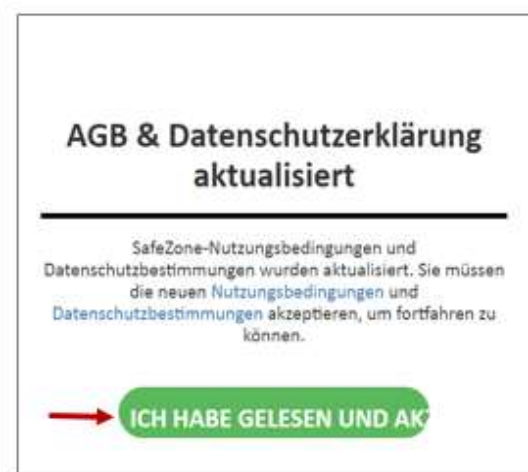 AGB & Datenschutzerklärung
aktualisiert
SafeZone-Nutzungsbedingungen und
Datenschutzbestimmungen wurden aktualisiert. Sie müssen
die neuen Nutzungsbedingungen und
Datenschutzbestimmungen akzeptieren, um fortfahren zu
können.
ICH HABE GELESEN UND AK